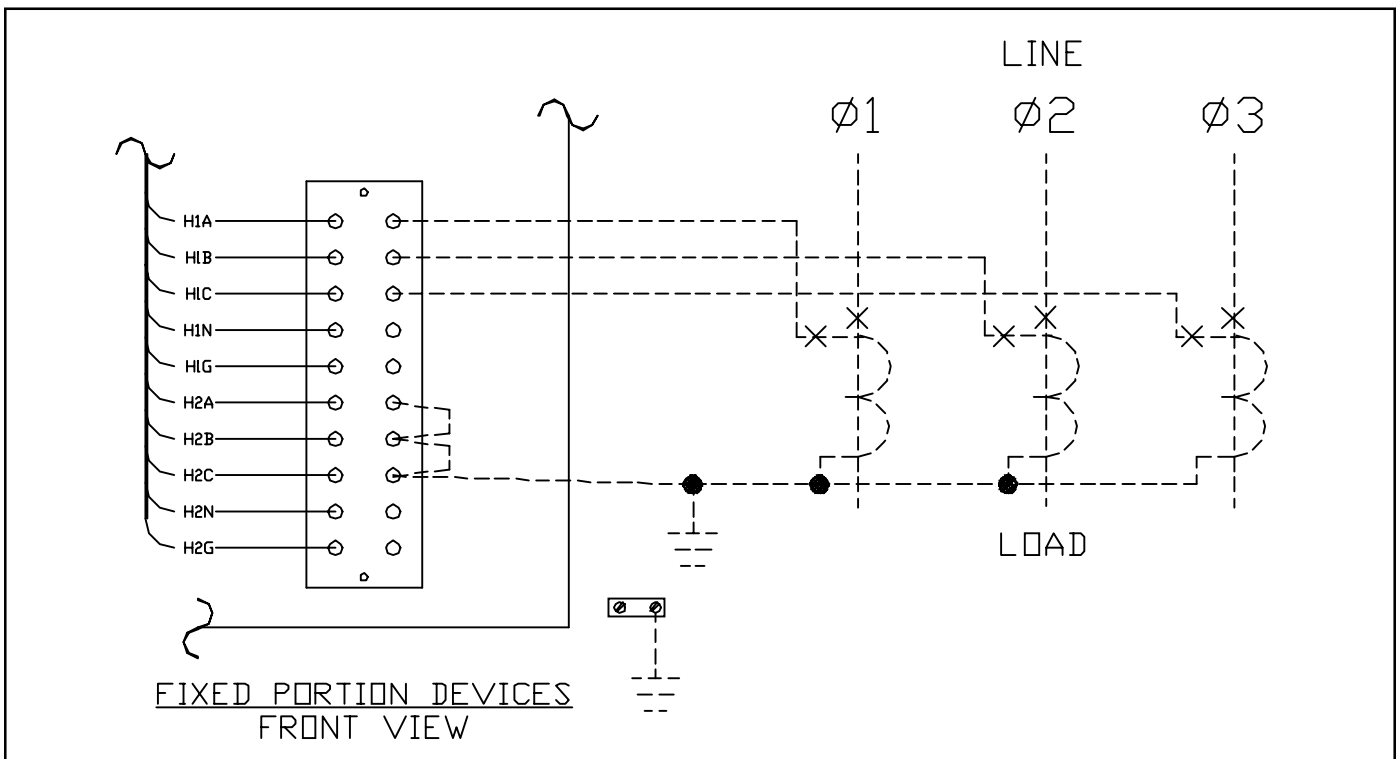 LINE
Ø1 Ø2 Ø3
H1A
H1B
H1C
H1N
H1G
H2A
H2B
H2C
H2N
H2G
LOAD
FIXED PORTION DEVICES
FRONT VIEW